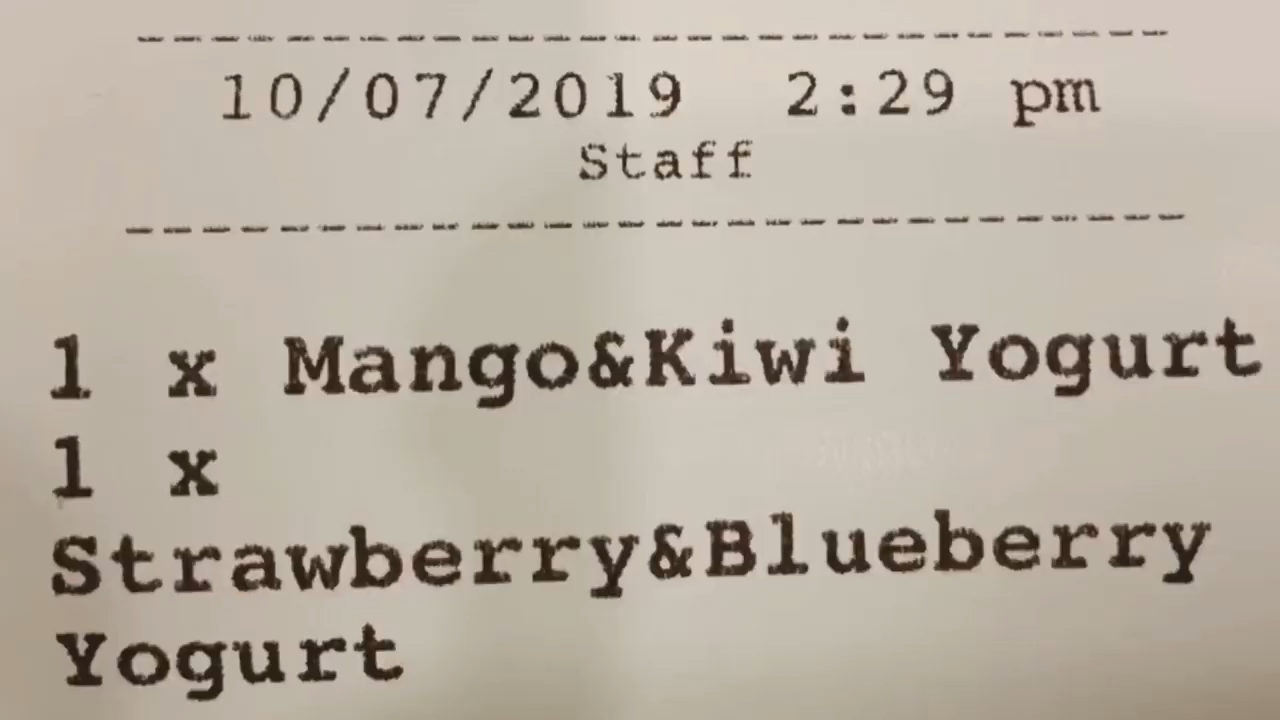 10/07/2019 2:29 pm
Staff
1 x Mango&Kiwi Yogurt
1 x
Strawberry&Blueberry
Yogurt